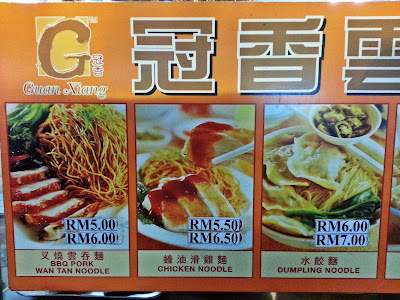 G
TM
冠香
Guan Xiang
冠香雲
RM5.00
RM6.00
叉燒雲吞麵
BBQ PORK
WAN TAN NOODLE
RM5.50
RM6.50
蠔油滑雞麵
CHICKEN NOODLE
RM6.00
RM7.00
水餃麵
DUMPLING NOODLE